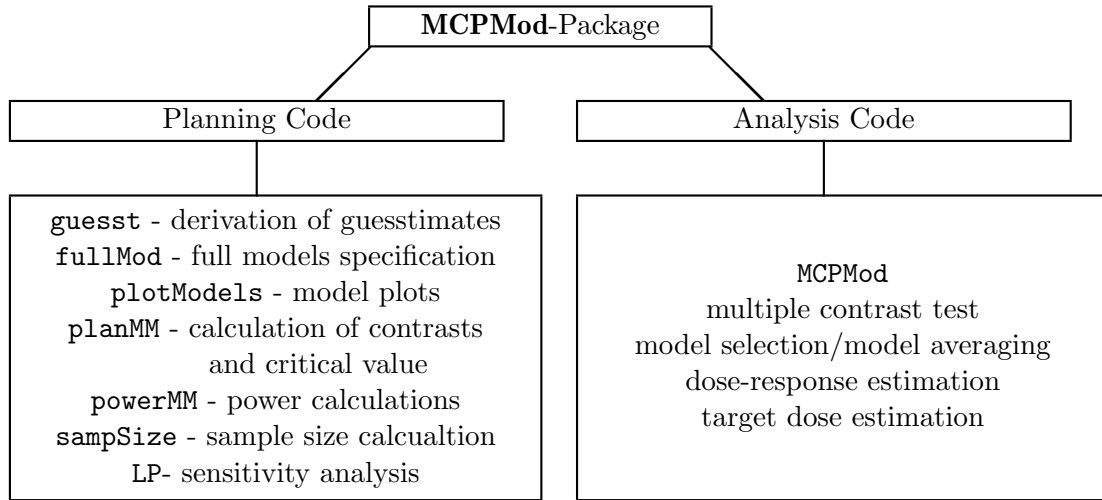 MCPMod-Package
Planning Code
Analysis Code
guesst - derivation of guesstimates
fullMod - full models specification
plotModels - model plots
planMM - calculation of contrasts
and critical value
powerMM - power calculations
sampSize - sample size calcualtion
LP- sensitivity analysis
MCPMod
multiple contrast test
model selection/model averaging
dose-response estimation
target dose estimation